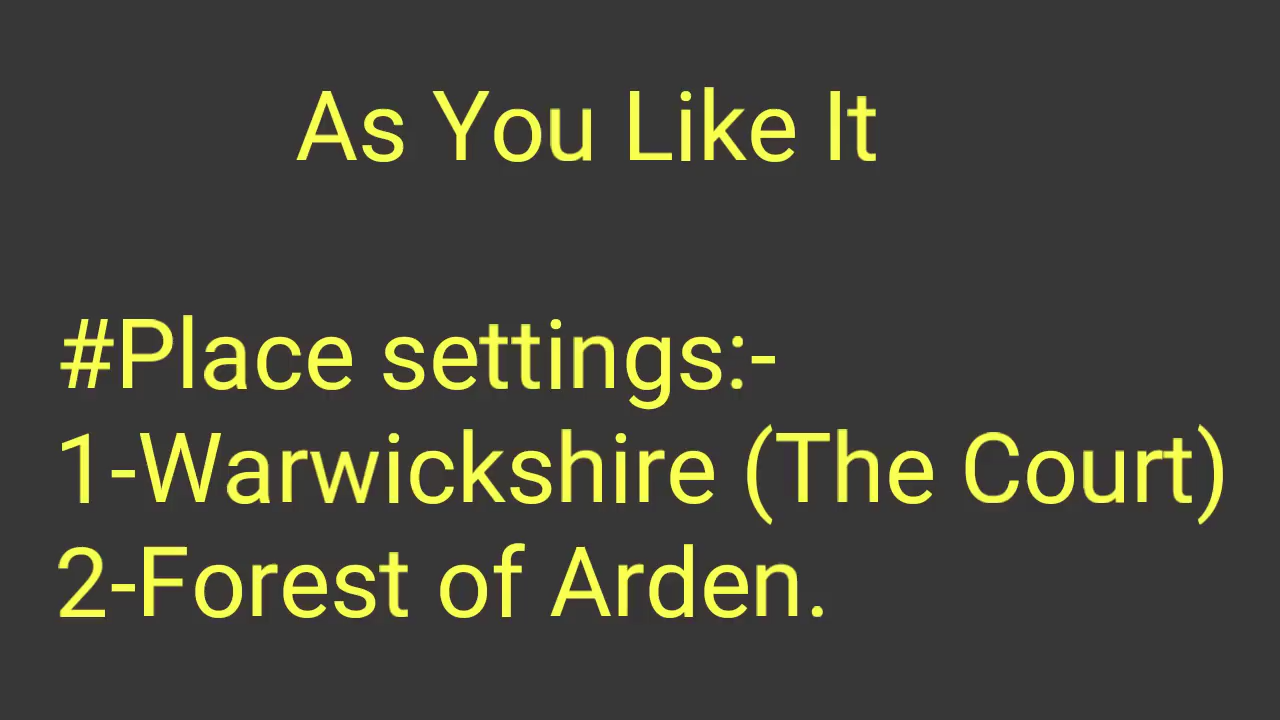 As You Like It
#Place settings:-
1-Warwickshire (The Court)
2-Forest of Arden.